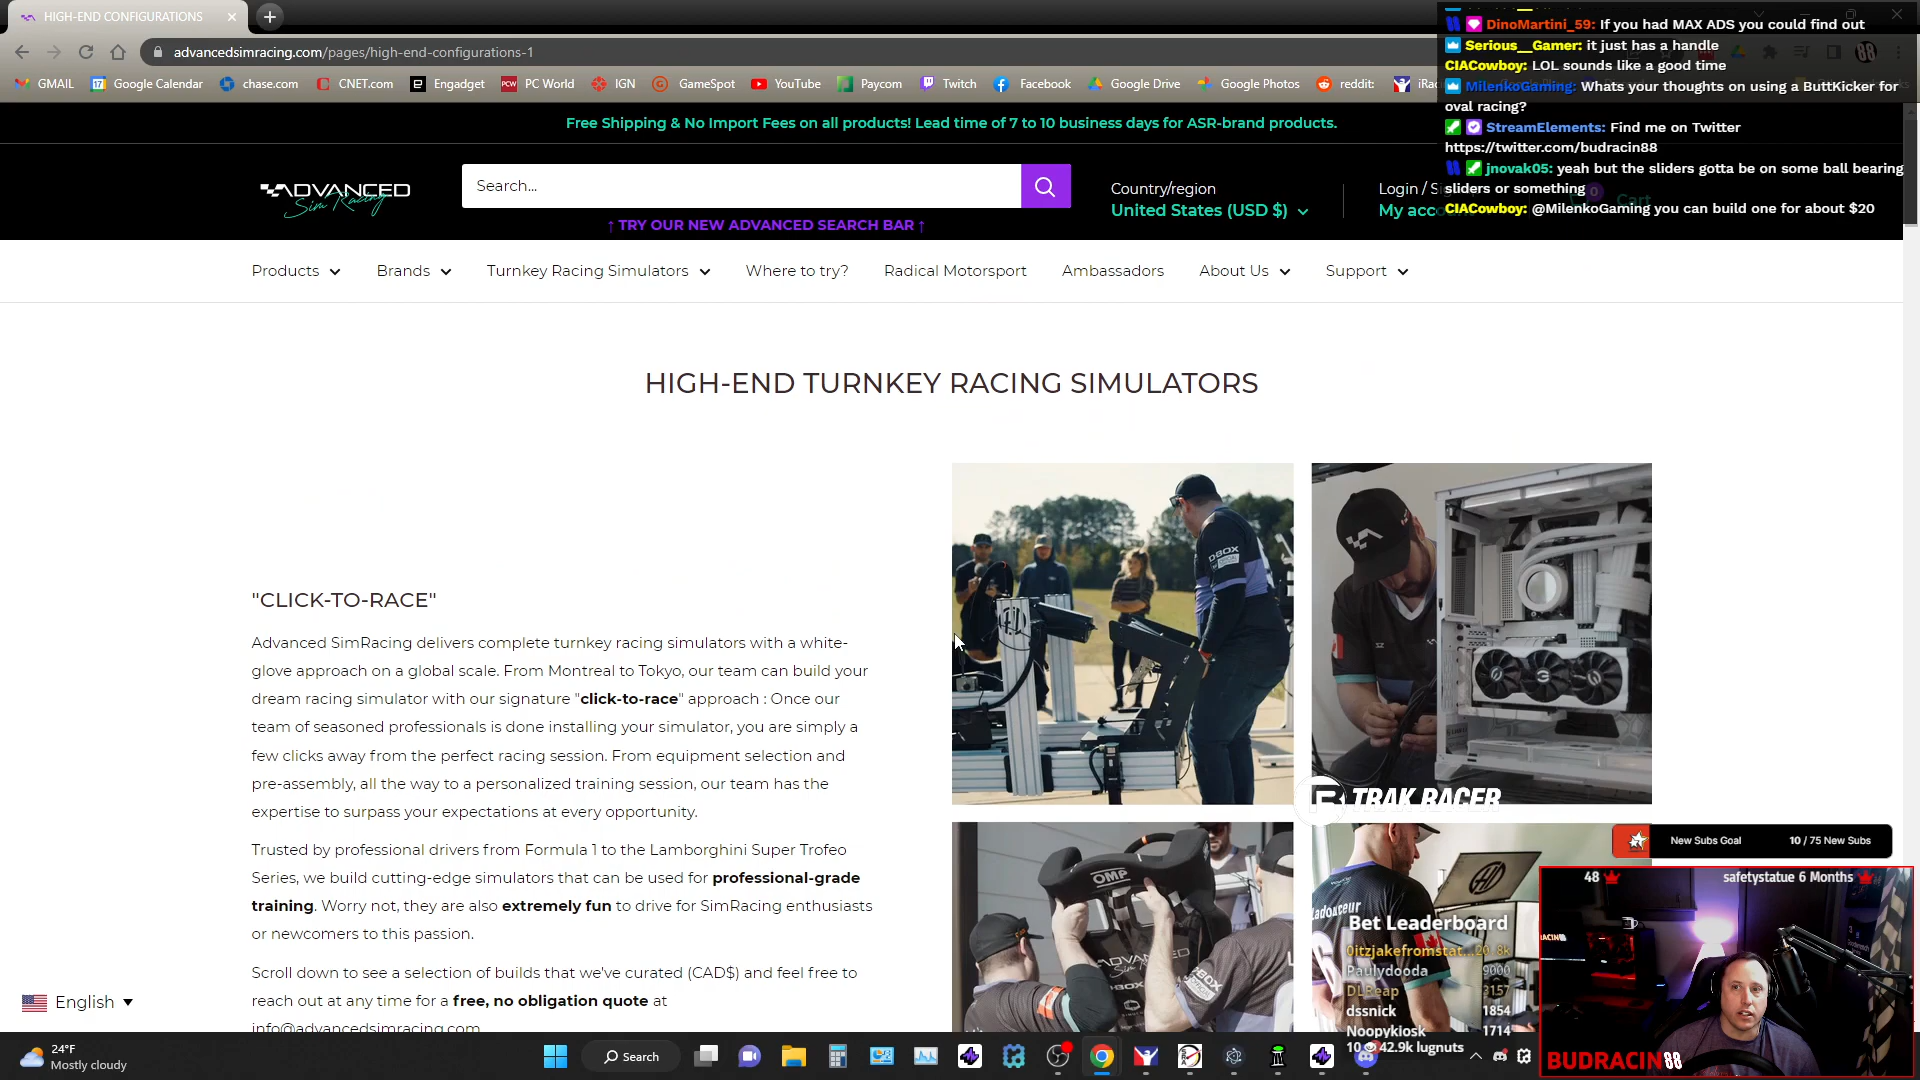 HIGH-END CONFIGURATIONS
advancedsimracing.com/pages/high-end-configurations-1
GMAIL
Google Calendar
chase.com
CNET.com
Engadget
PC World
IGN
GameSpot
YouTube
Paycom
Twitch
Facebook
Google Drive
Google Photos
reddit:
DinoMartini_59: If you had MAX ADS you could find out
Serious__Gamer: it just has a handle
CIACowboy: LOL sounds like a good time
MilenkoGaming: Whats your thoughts on using a ButtKicker for
oval racing?
StreamElements: Find me on Twitter
https://twitter.com/budracin88
jnovak05: yeah but the sliders gotta be on some ball bearing
sliders or something
CIACowboy: @MilenkoGaming you can build one for about $20
Free Shipping & No Import Fees on all products! Lead time of 7 to 10 business days for ASR-brand products.
ADVANCED
Sim Racing
Search...
↑ TRY OUR NEW ADVANCED SEARCH BAR ↑
Country/region
United States (USD $)
Login / S
My acc
0
Cart
Products
Brands
Turnkey Racing Simulators
Where to try?
Radical Motorsport
Ambassadors
About Us
Support
HIGH-END TURNKEY RACING SIMULATORS
"CLICK-TO-RACE"
Advanced SimRacing delivers complete turnkey racing simulators with a white-
glove approach on a global scale. From Montreal to Tokyo, our team can build your
dream racing simulator with our signature "click-to-race" approach : Once our
team of seasoned professionals is done installing your simulator, you are simply a
few clicks away from the perfect racing session. From equipment selection and
pre-assembly, all the way to a personalized training session, our team has the
expertise to surpass your expectations at every opportunity.
Trusted by professional drivers from Formula 1 to the Lamborghini Super Trofeo
Series, we build cutting-edge simulators that can be used for professional-grade
training. Worry not, they are also extremely fun to drive for SimRacing enthusiasts
or newcomers to this passion.
Scroll down to see a selection of builds that we've curated (CAD$) and feel free to
reach out at any time for a free, no obligation quote at
info@advancedsimracing.com
DBOX
TRAK RACER
OMP
ADVANCED
DBOX
New Subs Goal
10 / 75 New Subs
Bet Leaderboard
0itzjakefromstat...20.8k
Paulydooda 9000
DLReap 3157
dssnick 1854
Noopykiosk 1714
48
safetystatue 6 Months
BUDRACIN88
English
24°F
Mostly cloudy
Search
10 42.9k lugnuts